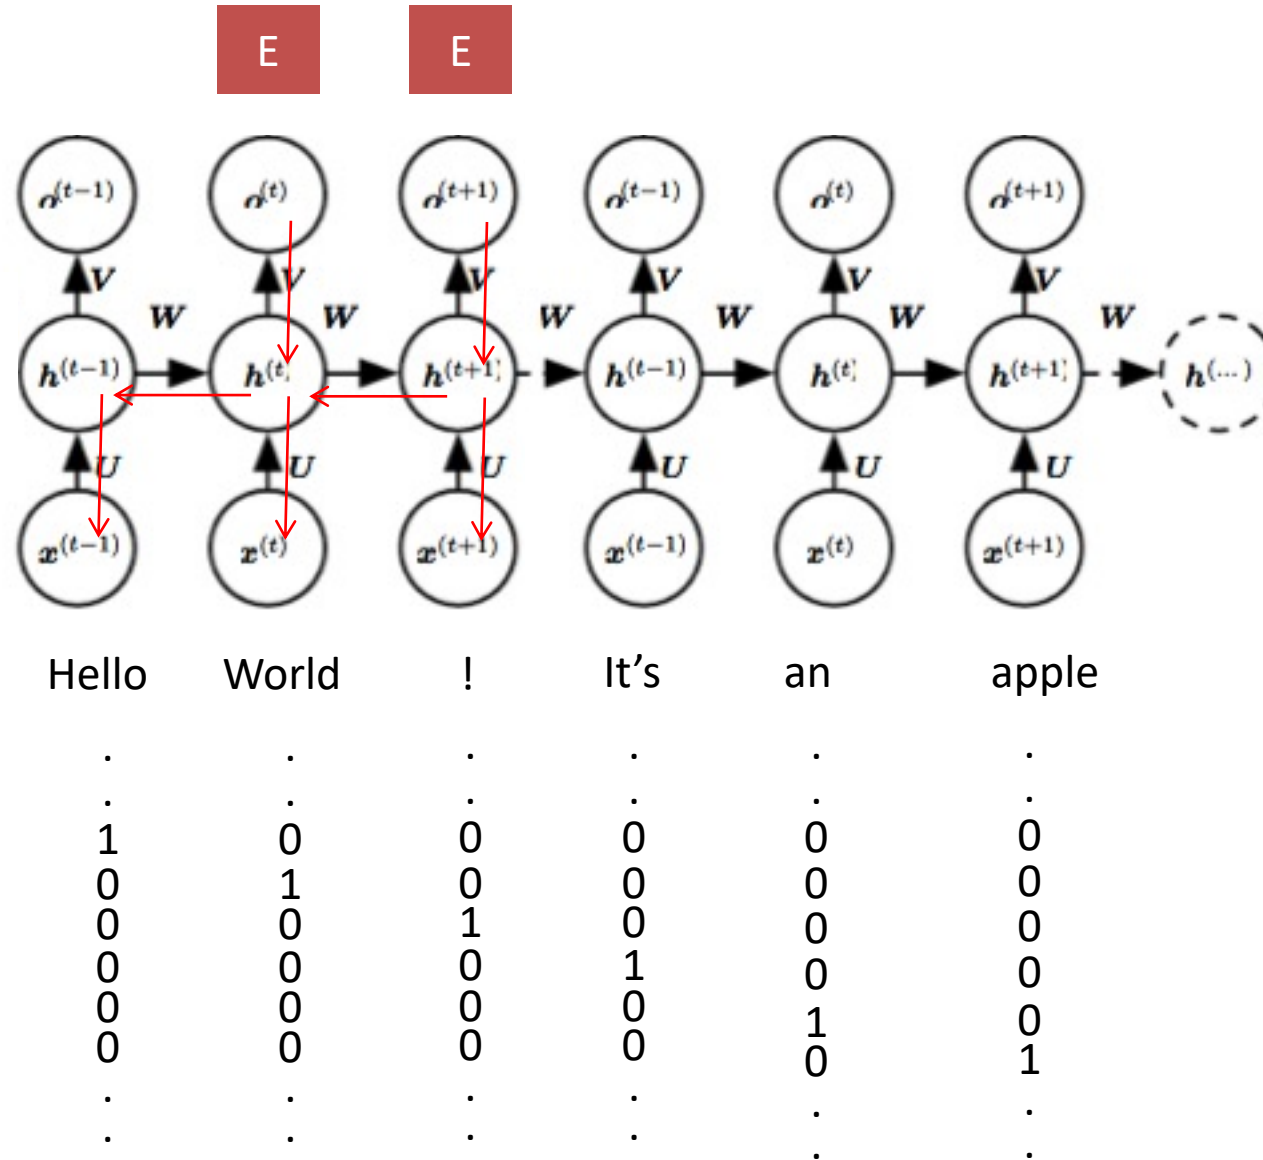 E E
o(t−1) o(t) o(t+1) o(t−1) o(t) o(t+1)
V V V V V V
W W W W W W
h(t−1) h(t) h(t+1) h(t−1) h(t) h(t+1) h(...)
U U U U U U
x(t−1) x(t) x(t+1) x(t−1) x(t) x(t+1)
Hello World ! It’s an apple
. . . . . .
. . . . . .
1 0 0 0 0 0
0 1 0 0 0 0
0 0 1 0 0 0
0 0 0 1 0 0
0 0 0 0 1 0
0 0 0 0 0 1
. . . . . .
. . . . . .